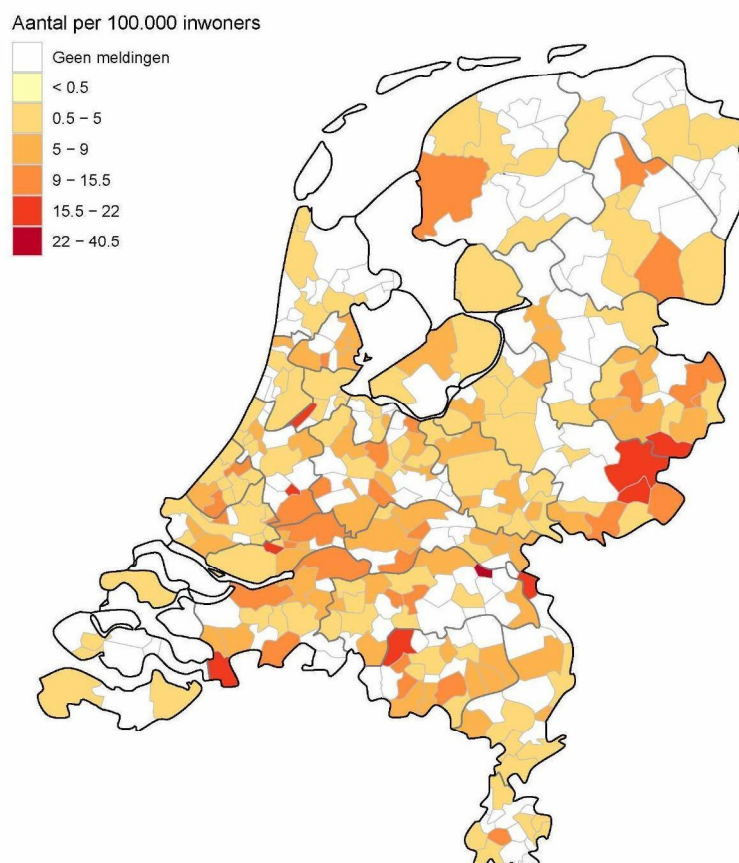 Aantal per 100.000 inwoners
Geen meldingen
< 0.5
0.5 – 5
5 – 9
9 – 15.5
15.5 – 22
22 – 40.5